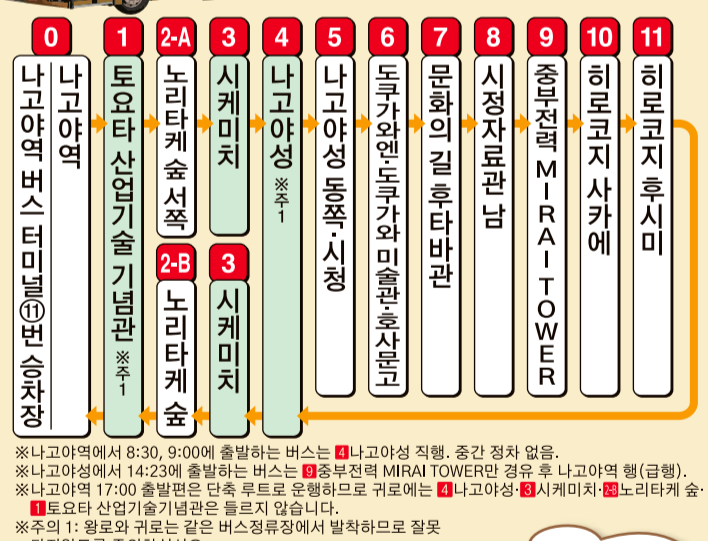 0
나고야역
나고야역 버스 터미널⑪번 승차장
1
토요타 산업기술 기념관 ※주1
2-A
노리타케 숲 서쪽
3
시케미치
2-B
노리타케 숲
3
시케미치
4
나고야성 ※주1
5
나고야성 동쪽·시청
6
도쿠가와엔·도쿠가와 미술관·호사문고
7
문화의 길 후타바관
8
시정자료관 남
9
중부전력 MIRAI TOWER
10
히로코지 사카에
11
히로코지 후시미
※나고야역에서 8:30, 9:00에 출발하는 버스는 4나고야성 직행. 중간 정차 없음.
※나고야성에서 14:23에 출발하는 버스는 9중부전력 MIRAI TOWER만 경유 후 나고야역 행(급행).
※나고야역 17:00 출발편은 단축 루트로 운행하므로 귀로에는 4나고야성·3시케미치·2-B노리타케 숲·
1토요타 산업기술기념관은 들르지 않습니다.
※주의 1: 왕로와 귀로는 같은 버스정류장에서 발착하므로 잘못